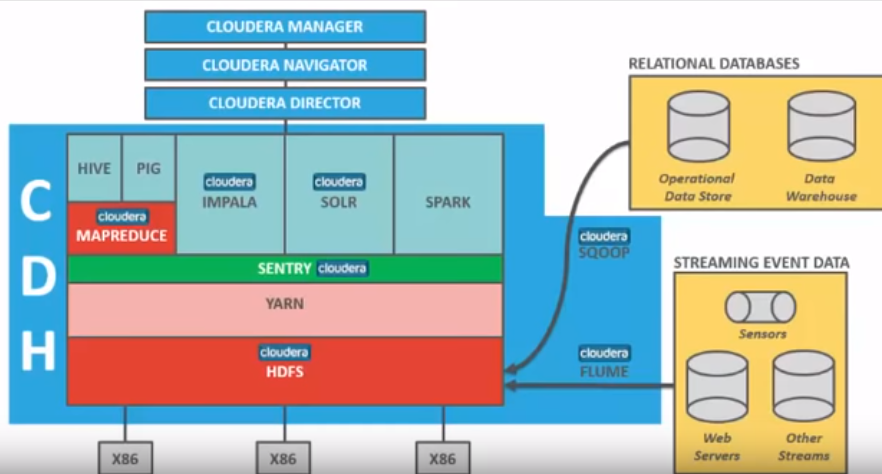 CLOUDERA MANAGER
CLOUDERA NAVIGATOR
CLOUDERA DIRECTOR
C
D
H
HIVE
PIG
cloudera
IMPALA
cloudera
SOLR
SPARK
cloudera
MAPREDUCE
SENTRY cloudera
YARN
cloudera
HDFS
cloudera
SQOOP
cloudera
FLUME
X86
X86
X86
RELATIONAL DATABASES
Operational
Data Store
Data
Warehouse
STREAMING EVENT DATA
Sensors
Web
Servers
Other
Streams